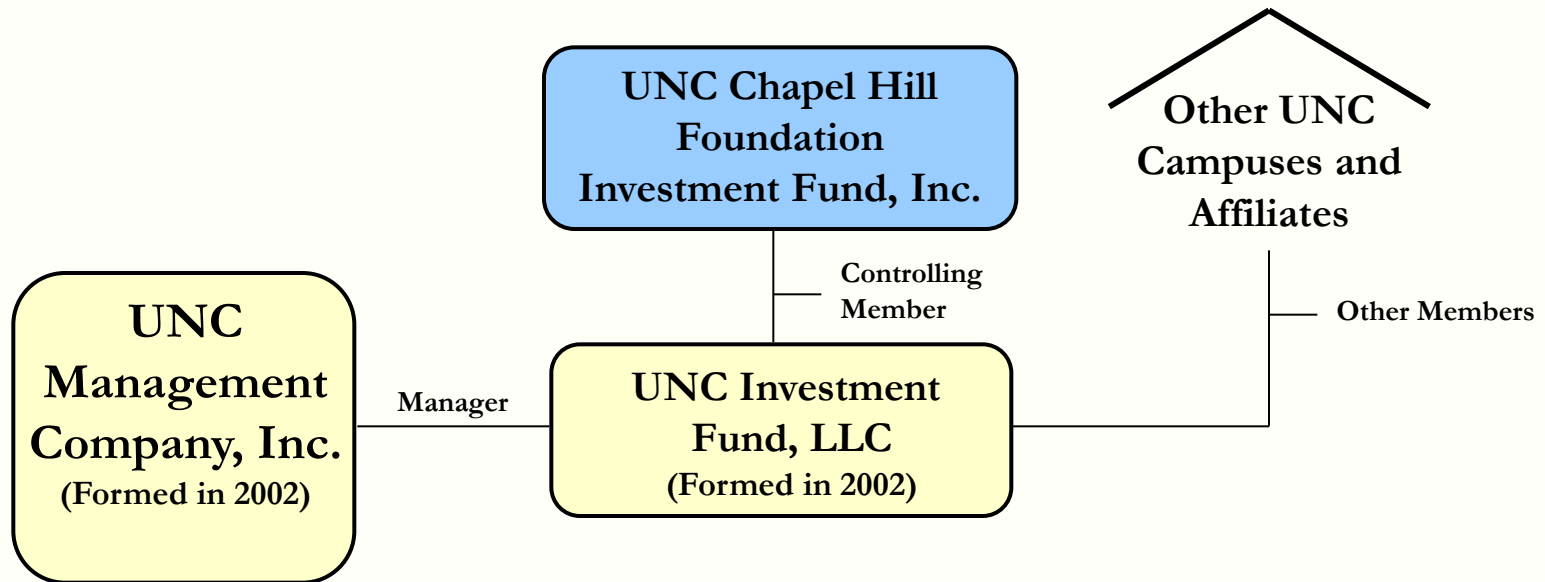 UNC Chapel Hill
Foundation
Investment Fund, Inc.
Other UNC
Campuses and
Affiliates
Controlling
Member
Other Members
UNC
Management
Company, Inc.
(Formed in 2002)
Manager
UNC Investment
Fund, LLC
(Formed in 2002)